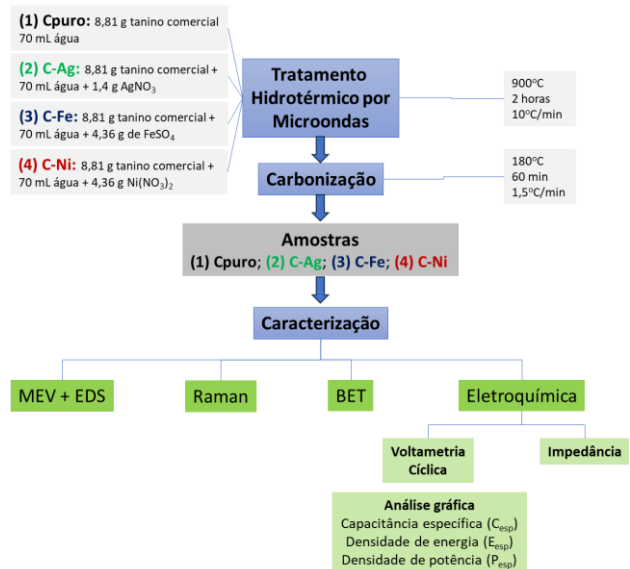 (1) Cpuro: 8,81 g tanino comercial
70 mL água
(2) C-Ag: 8,81 g tanino comercial +
70 mL água + 1,4 g AgNO₃
(3) C-Fe: 8,81 g tanino comercial +
70 mL água + 4,36 g de FeSO₄
(4) C-Ni: 8,81 g tanino comercial +
70 mL água + 4,36 g Ni(NO₃)₂
Tratamento
Hidrotérmico por
Microondas
900°C
2 horas
10°C/min
Carbonização
180°C
60 min
1,5°C/min
Amostras
(1) Cpuro; (2) C-Ag; (3) C-Fe; (4) C-Ni
Caracterização
MEV + EDS
Raman
BET
Eletroquímica
Voltametria
Cíclica
Impedância
Análise gráfica
Capacitância específica (Cₑₛₚ)
Densidade de energia (Eₑₛₚ)
Densidade de potência (Pₑₛₚ)